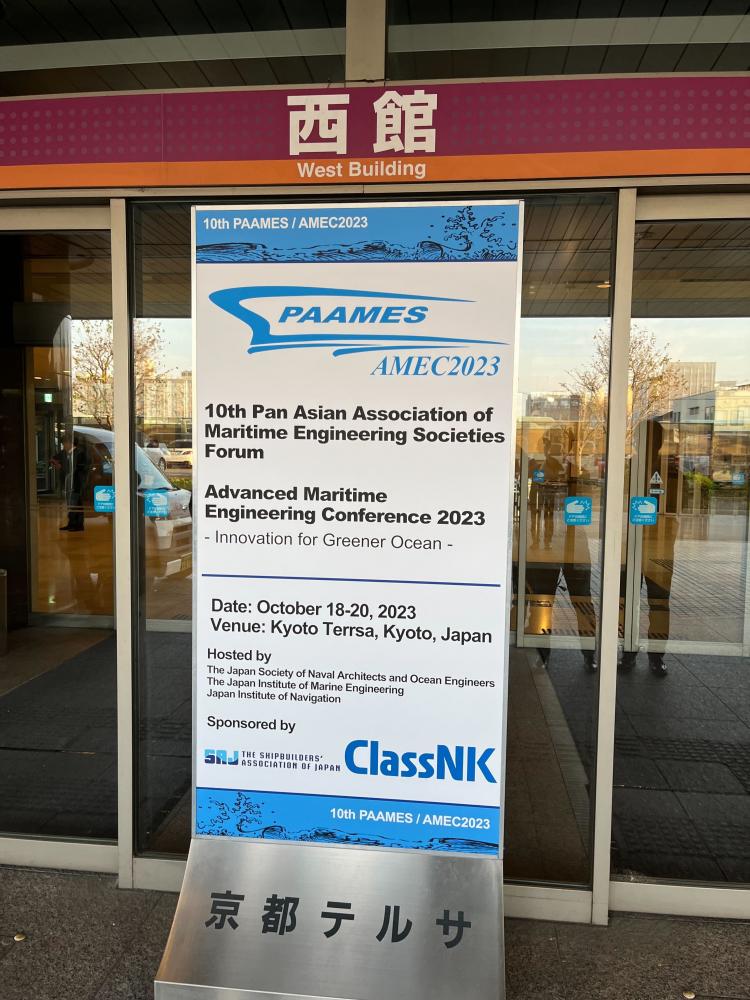 西館
West Building
10th PAAMES / AMEC2023
PAAMES
AMEC2023
10th Pan Asian Association of
Maritime Engineering Societies
Forum
Advanced Maritime
Engineering Conference 2023
- Innovation for Greener Ocean -
Date: October 18-20, 2023
Venue: Kyoto Terrsa, Kyoto, Japan
Hosted by
The Japan Society of Naval Architects and Ocean Engineers
The Japan Institute of Marine Engineering
Japan Institute of Navigation
Sponsored by
SAJ THE SHIPBUILDERS'
ASSOCIATION OF JAPAN
ClassNK
10th PAAMES / AMEC2023
京都テルサ